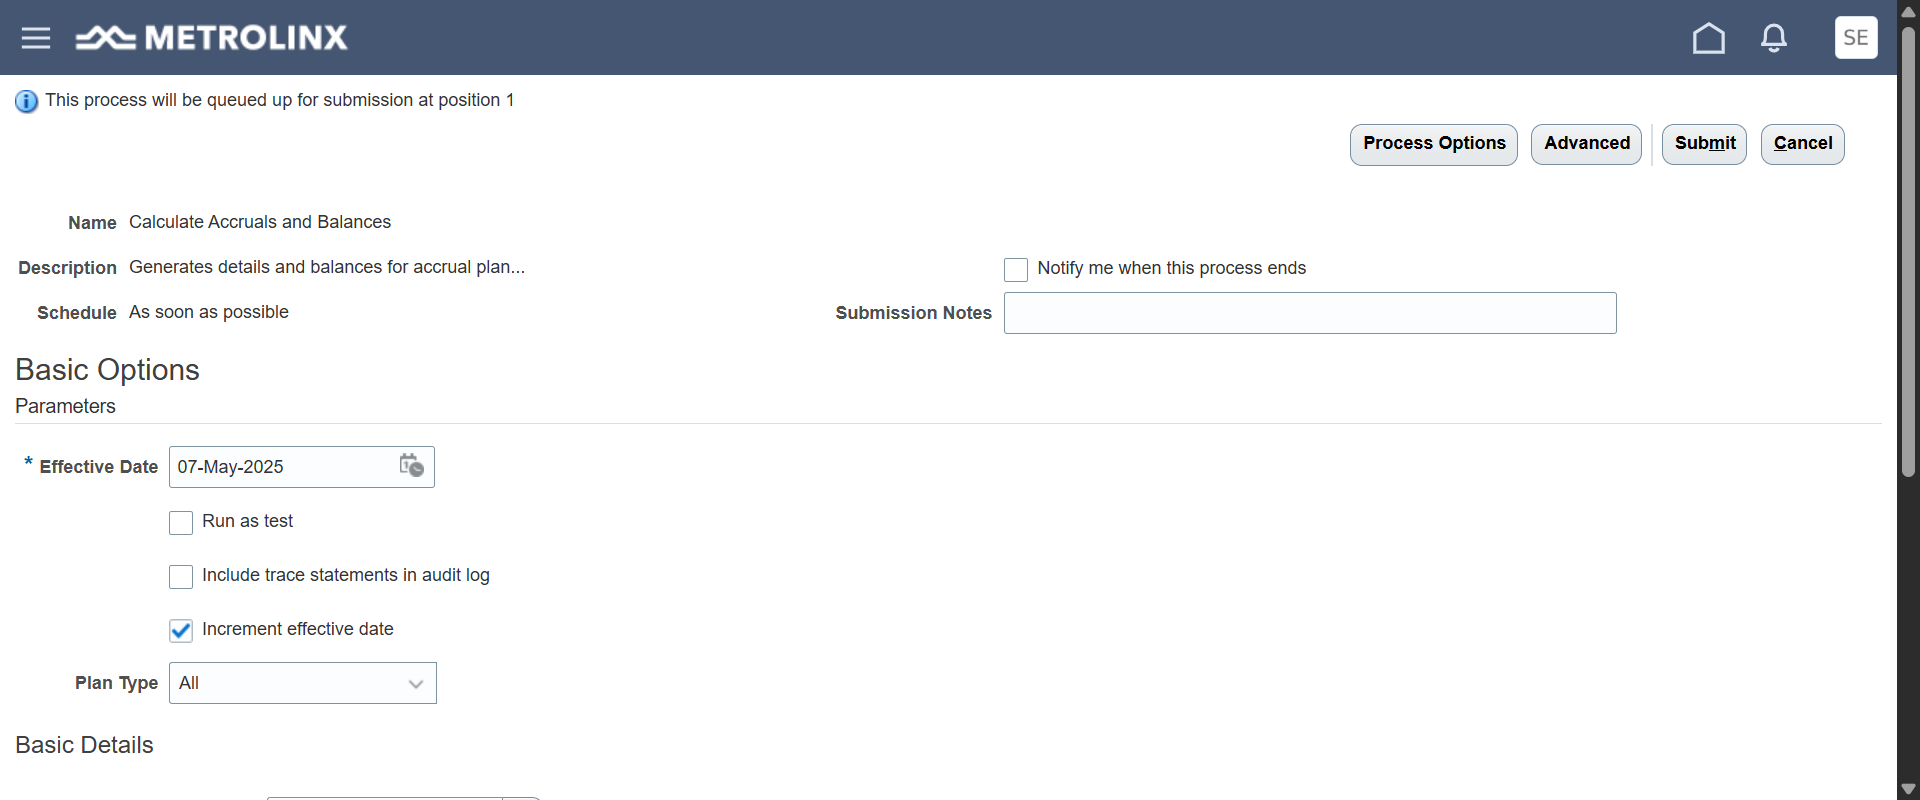 METROLINX
SE
This process will be queued up for submission at position 1
Process Options
Advanced
Submit
Cancel
Name Calculate Accruals and Balances
Description Generates details and balances for accrual plan...
Notify me when this process ends
Schedule As soon as possible
Submission Notes
Basic Options
Parameters
* Effective Date 07-May-2025
Run as test
Include trace statements in audit log
Increment effective date
Plan Type All
Basic Details